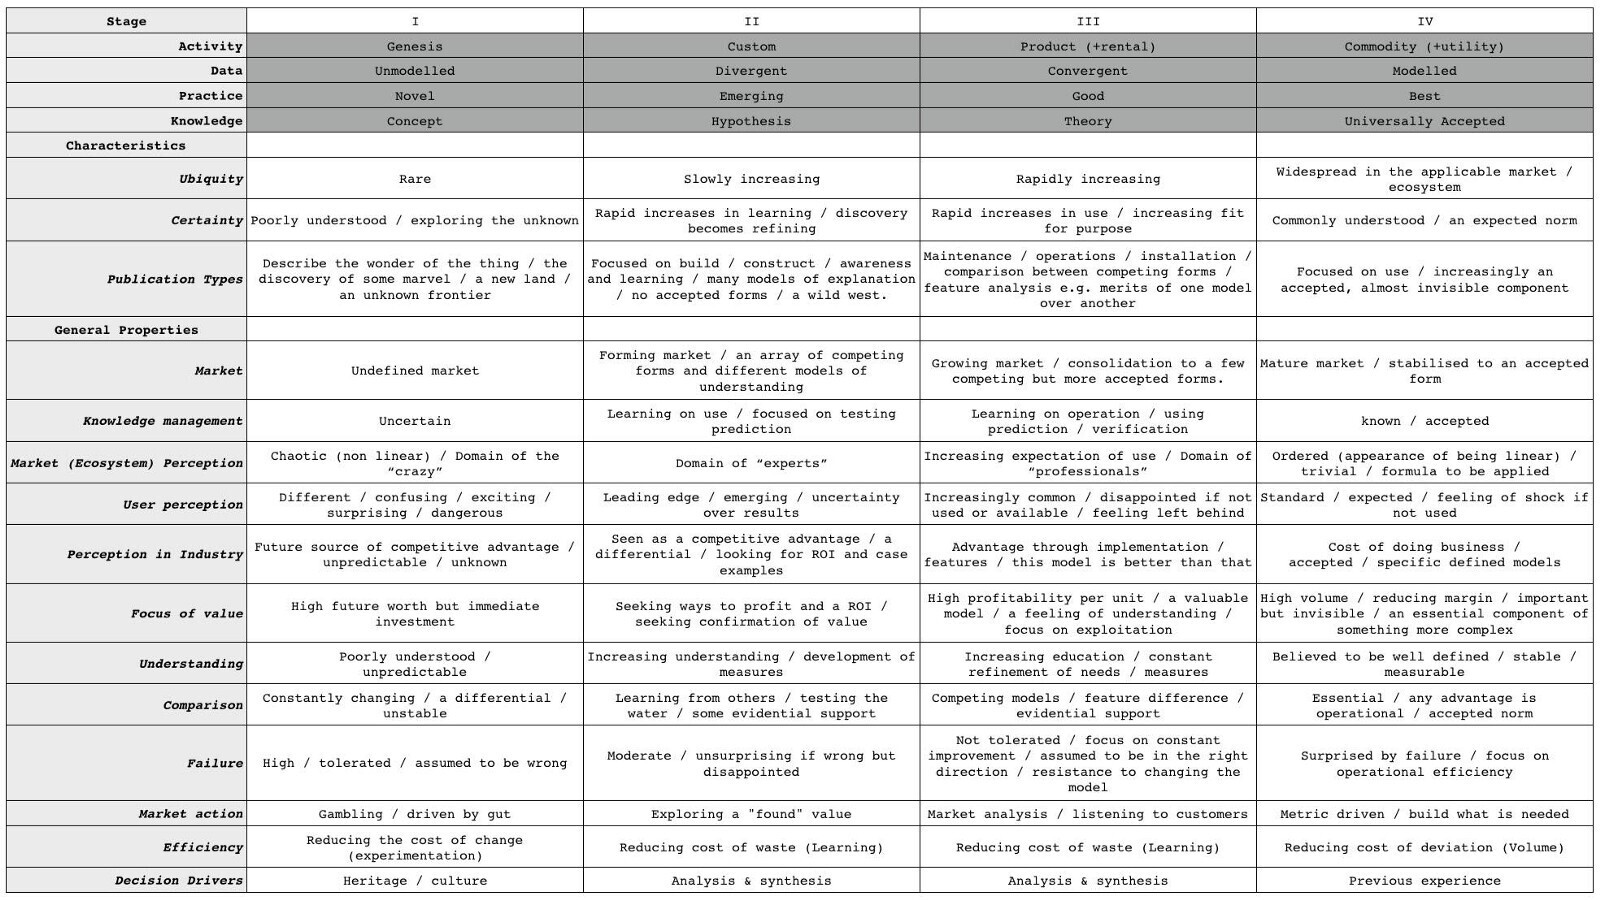 Stage I II III IV
Activity Genesis Custom Product (+rental) Commodity (+utility)
Data Unmodelled Divergent Convergent Modelled
Practice Novel Emerging Good Best
Knowledge Concept Hypothesis Theory Universally Accepted
Characteristics
Ubiquity Rare Slowly increasing Rapidly increasing Widespread in the applicable market /
ecosystem
Certainty Poorly understood / exploring the unknown Rapid increases in learning / discovery
becomes refining
Rapid increases in use / increasing fit
for purpose
Commonly understood / an expected norm
Publication Types
Describe the wonder of the thing / the
discovery of some marvel / a new land /
an unknown frontier
Focused on build / construct / awareness
and learning / many models of explanation
/ no accepted forms / a wild west.
Maintenance / operations / installation /
comparison between competing forms /
feature analysis e.g. merits of one model
over another
Focused on use / increasingly an
accepted, almost invisible component
General Properties
Market
Undefined market
Forming market / an array of competing
forms and different models of
understanding
Growing market / consolidation to a few
competing but more accepted forms.
Mature market / stabilised to an accepted
form
Knowledge management
Uncertain
Learning on use / focused on testing
prediction
Learning on operation / using
prediction / verification
known / accepted
Market (Ecosystem) Perception
Chaotic (non linear) / Domain of the
“crazy”
Domain of “experts”
Increasing expectation of use / Domain of
“professionals”
Ordered (appearance of being linear) /
trivial / formula to be applied
User perception
Different / confusing / exciting /
surprising / dangerous
Leading edge / emerging / uncertainty
over results
Increasingly common / disappointed if not
used or available / feeling left behind
Standard / expected / feeling of shock if
not used
Perception in Industry
Future source of competitive advantage /
unpredictable / unknown
Seen as a competitive advantage / a
differential / looking for ROI and case
examples
Advantage through implementation /
features / this model is better than that
Cost of doing business /
accepted / specific defined models
Focus of value
High future worth but immediate
investment
Seeking ways to profit and a ROI /
seeking confirmation of value
High profitability per unit / a valuable
model / a feeling of understanding /
focus on exploitation
High volume / reducing margin / important
but invisible / an essential component of
something more complex
Understanding
Poorly understood /
unpredictable
Increasing understanding / development of
measures
Increasing education / constant
refinement of needs / measures
Believed to be well defined / stable /
measurable
Comparison
Constantly changing / a differential /
unstable
Learning from others / testing the
water / some evidential support
Competing models / feature difference /
evidential support
Essential / any advantage is
operational / accepted norm
Failure
High / tolerated / assumed to be wrong
Moderate / unsurprising if wrong but
disappointed
Not tolerated / focus on constant
improvement / assumed to be in the right
direction / resistance to changing the
model
Surprised by failure / focus on
operational efficiency
Market action Gambling / driven by gut Exploring a "found" value Market analysis / listening to customers Metric driven / build what is needed
Efficiency
Reducing the cost of change
(experimentation)
Reducing cost of waste (Learning)
Reducing cost of waste (Learning)
Reducing cost of deviation (Volume)
Decision Drivers Heritage / culture Analysis & synthesis Analysis & synthesis Previous experience